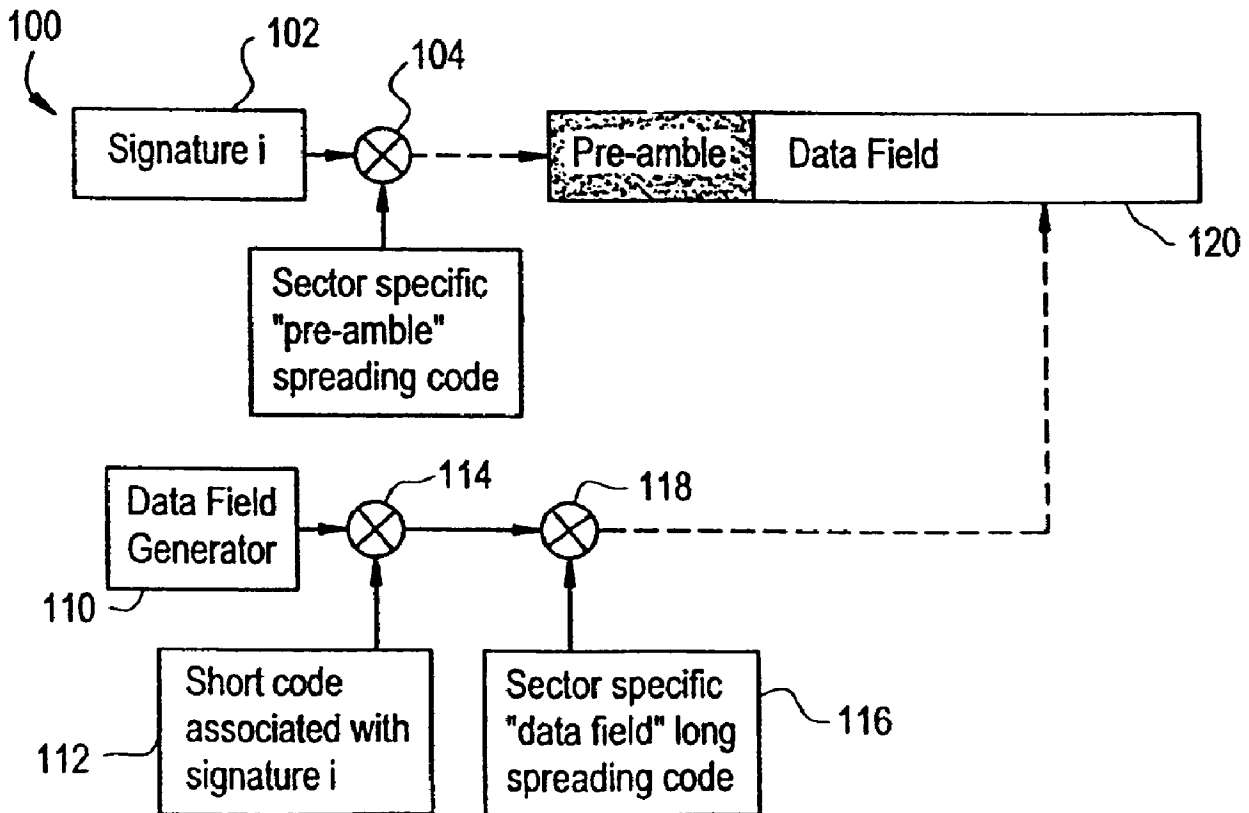 100
102
104
Signature i
Pre-amble
Data Field
120
Sector specific
"pre-amble"
spreading code
Data Field
Generator
110
114
118
Short code
associated with
signature i
112
Sector specific
"data field" long
spreading code
116